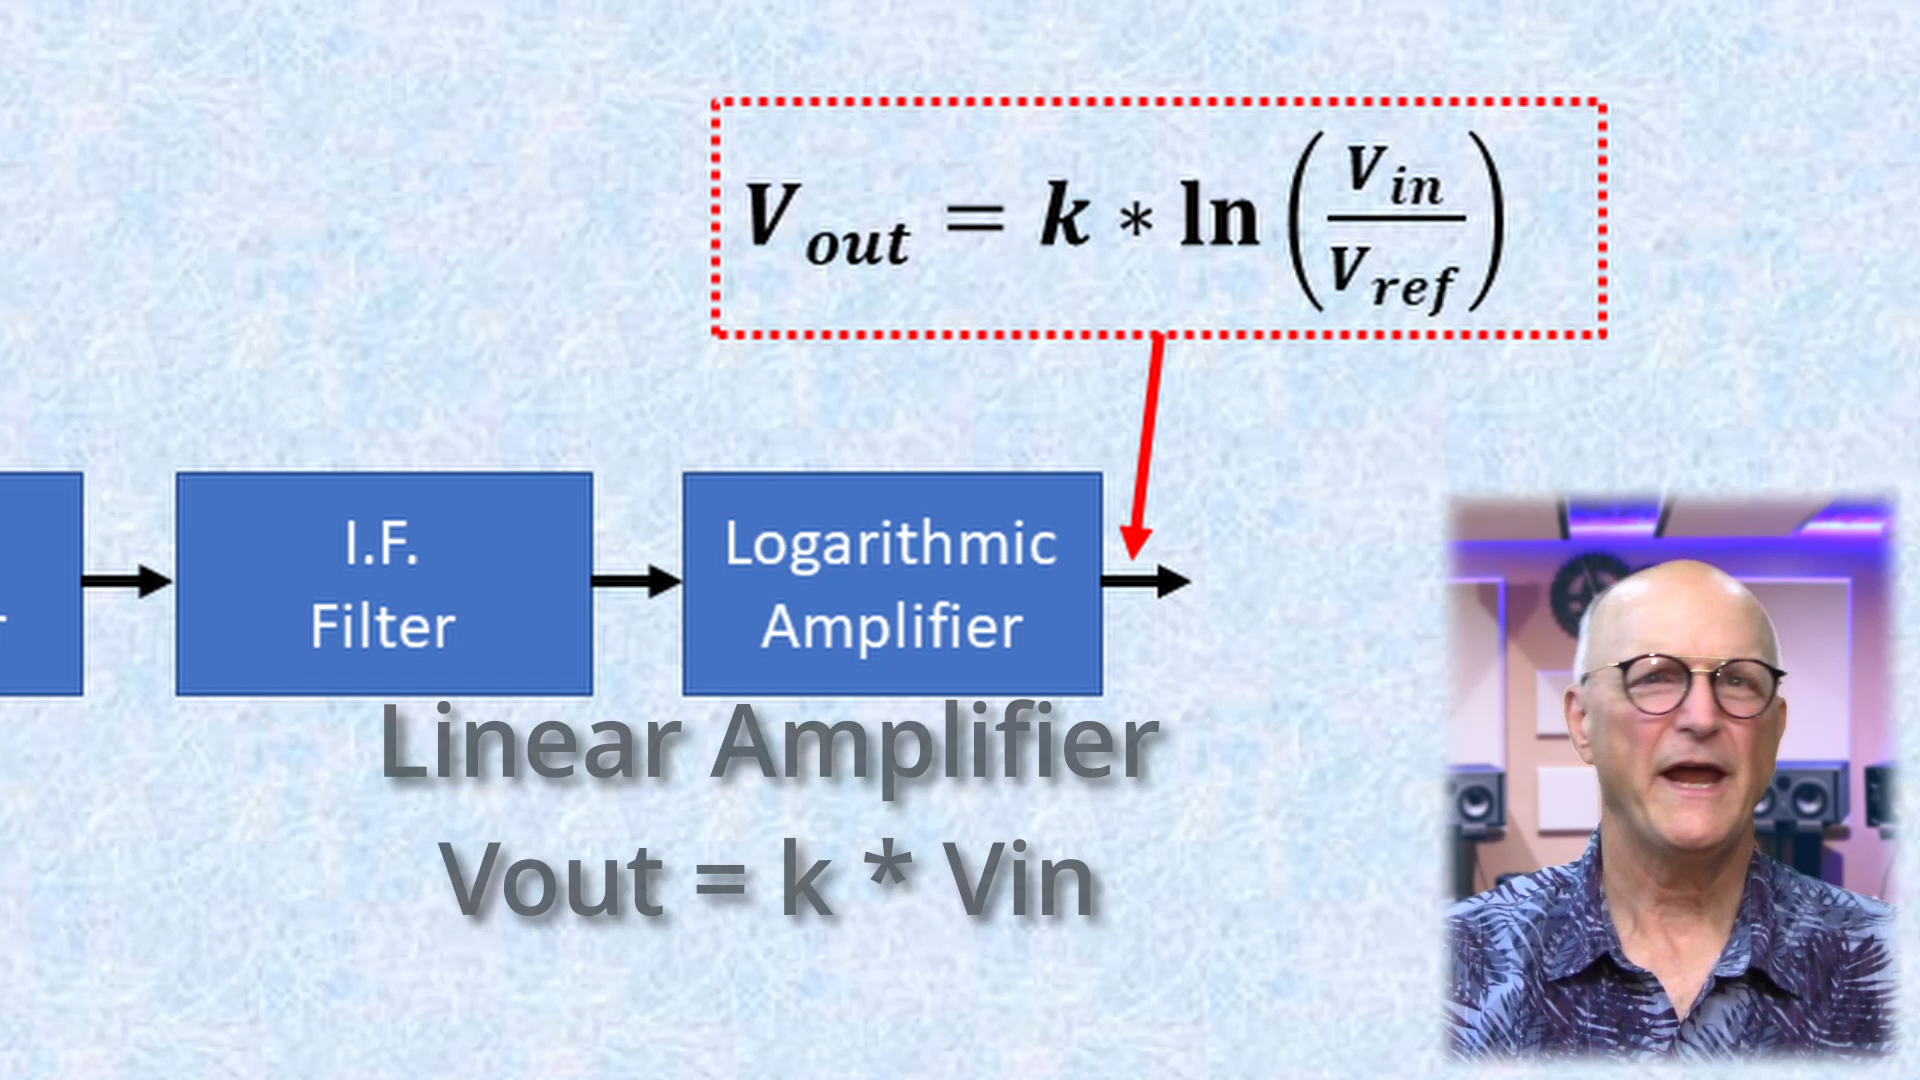 V_out = k * ln(V_in / V_ref)
I.F.
Filter
Logarithmic
Amplifier
Linear Amplifier
Vout = k * Vin